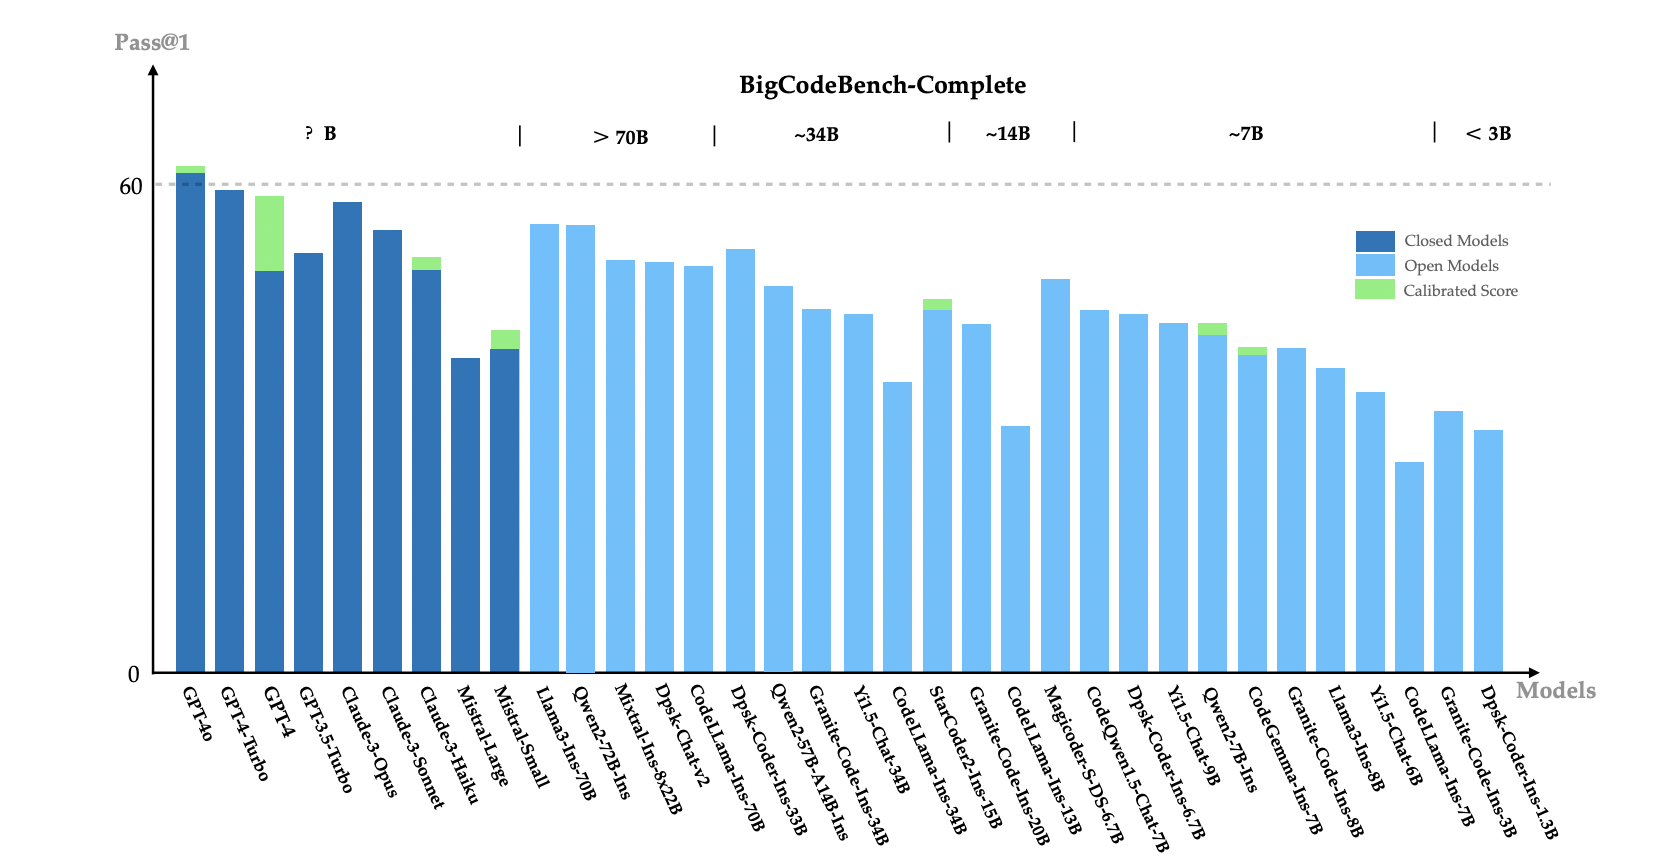 Pass@1
BigCodeBench-Complete
? B | > 70B | ~34B | ~14B | ~7B | < 3B
60
Closed Models
Open Models
Calibrated Score
0
Models
GPT-4o
GPT-4-Turbo
GPT-4
GPT-3.5-Turbo
Claude-3-Opus
Claude-3-Sonnet
Claude-3-Haiku
Mistral-Large
Mistral-Small
Llama3-Ins-70B
Qwen2-72B-Ins
Mixtral-Ins-8x22B
Dpsk-Chat-v2
CodeLLama-Ins-70B
Dpsk-Coder-Ins-33B
Qwen2-57B-A14B-Ins
Granite-Code-Ins-34B
Yi1.5-Chat-34B
CodeLLama-Ins-34B
StarCoder2-Ins-15B
Granite-Code-Ins-20B
CodeLLama-Ins-13B
Magicoder-S-DS-6.7B
CodeQwen1.5-Chat-7B
Dpsk-Coder-Ins-6.7B
Yi1.5-Chat-9B
Qwen2-7B-Ins
CodeGemma-Ins-7B
Granite-Code-Ins-8B
Llama3-Ins-8B
Yi1.5-Chat-6B
CodeLLama-Ins-7B
Granite-Code-Ins-3B
Dpsk-Coder-Ins-1.3B